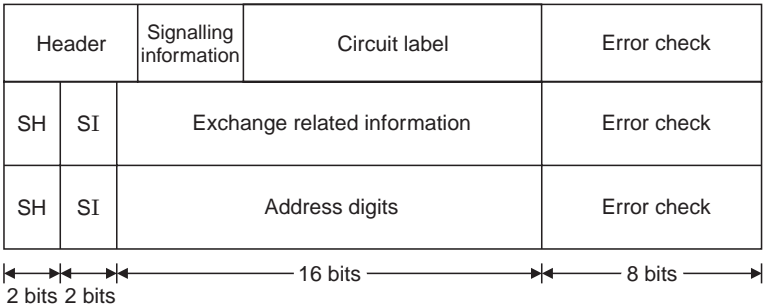 Header
Signalling
information
Circuit label
Error check
SH
SI
Exchange related information
Error check
SH
SI
Address digits
Error check
2 bits 2 bits
16 bits
8 bits